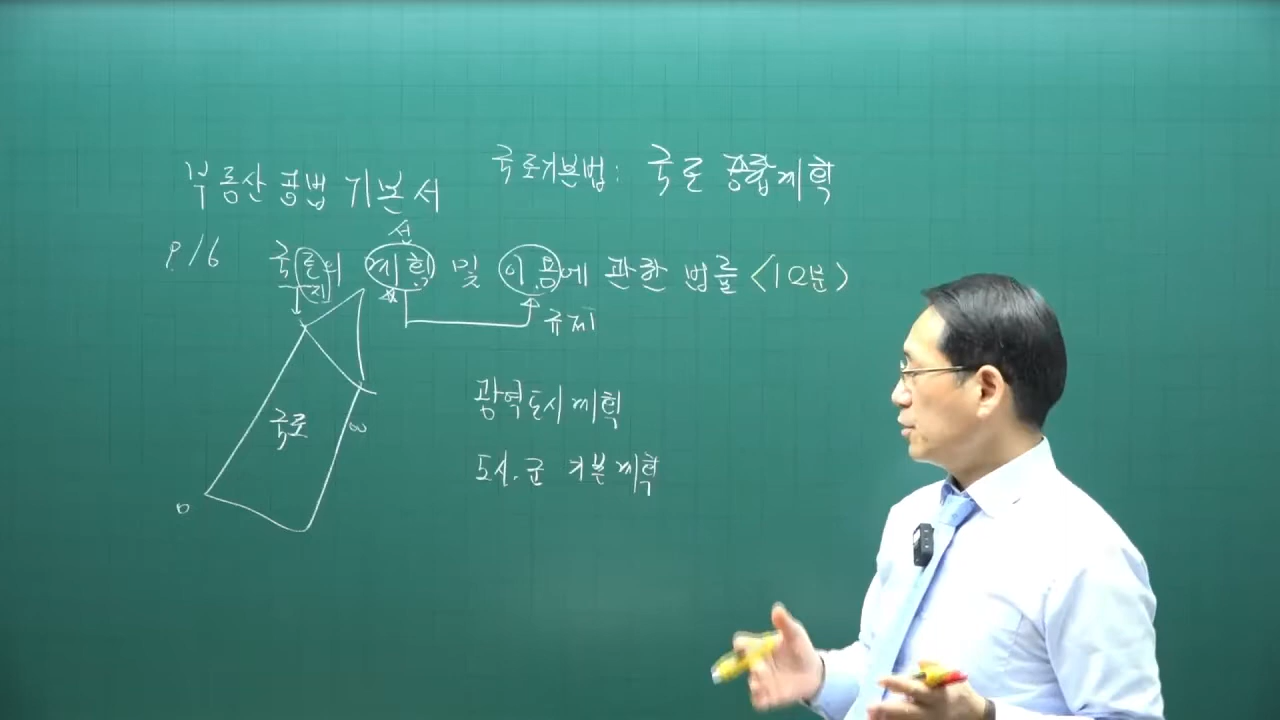 부동산 공법 기본서
국토기본법: 국토 종합계획
선
P.16 국토의 계획 및 이용에 관한 법률 <12분>
지
규제
국토
광역도시계획
도시.군 기본계획